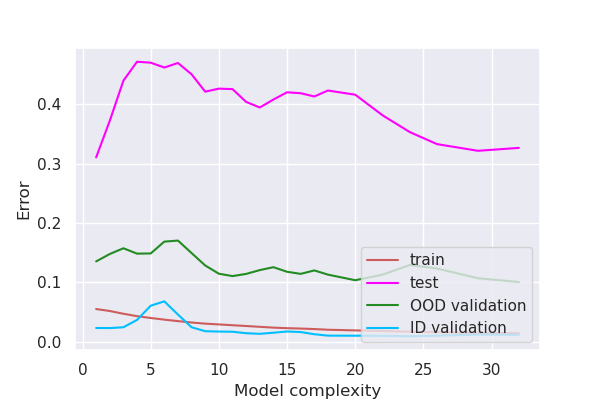 0.4
0.3
0.2
0.1
0.0
Error
0
5
10
15
20
25
30
Model complexity
train
test
OOD validation
ID validation